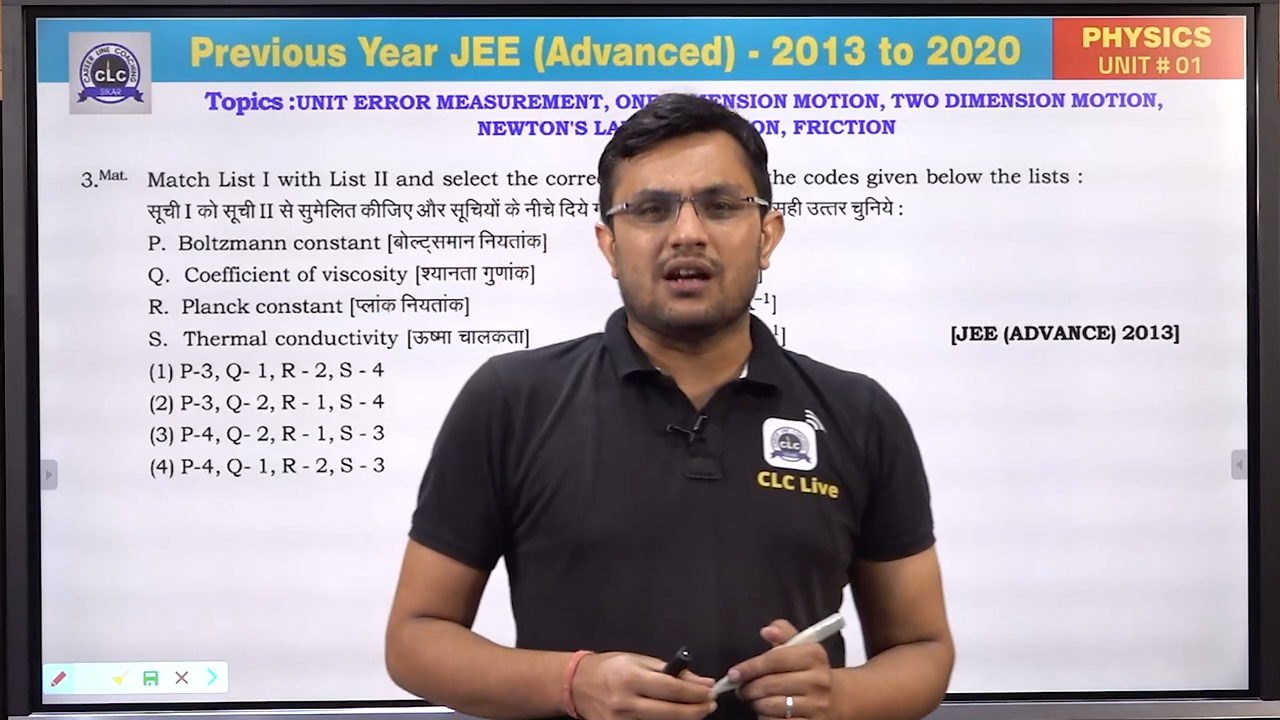 Previous Year JEE (Advanced) - 2013 to 2020
PHYSICS
UNIT # 01
CAREER LINE COACHING
CLC
SIKAR
Topics :UNIT ERROR MEASUREMENT, ONE DIMENSION MOTION, TWO DIMENSION MOTION,
NEWTON'S LA ON, FRICTION
3.Mat. Match List I with List II and select the corre the codes given below the lists :
सूची I को सूची II से सुमेलित कीजिए और सूचियों के नीचे दिये सही उत्तर चुनिये :
P. Boltzmann constant [बोल्ट्समान नियतांक]
Q. Coefficient of viscosity [श्यानता गुणांक]
R. Planck constant [प्लांक नियतांक]
⁻¹]
S. Thermal conductivity [ऊष्मा चालकता]
¹]
[JEE (ADVANCE) 2013]
(1) P-3, Q- 1, R - 2, S - 4
(2) P-3, Q- 2, R - 1, S - 4
(3) P-4, Q- 2, R - 1, S - 3
(4) P-4, Q- 1, R - 2, S - 3
CLC
CLC Live